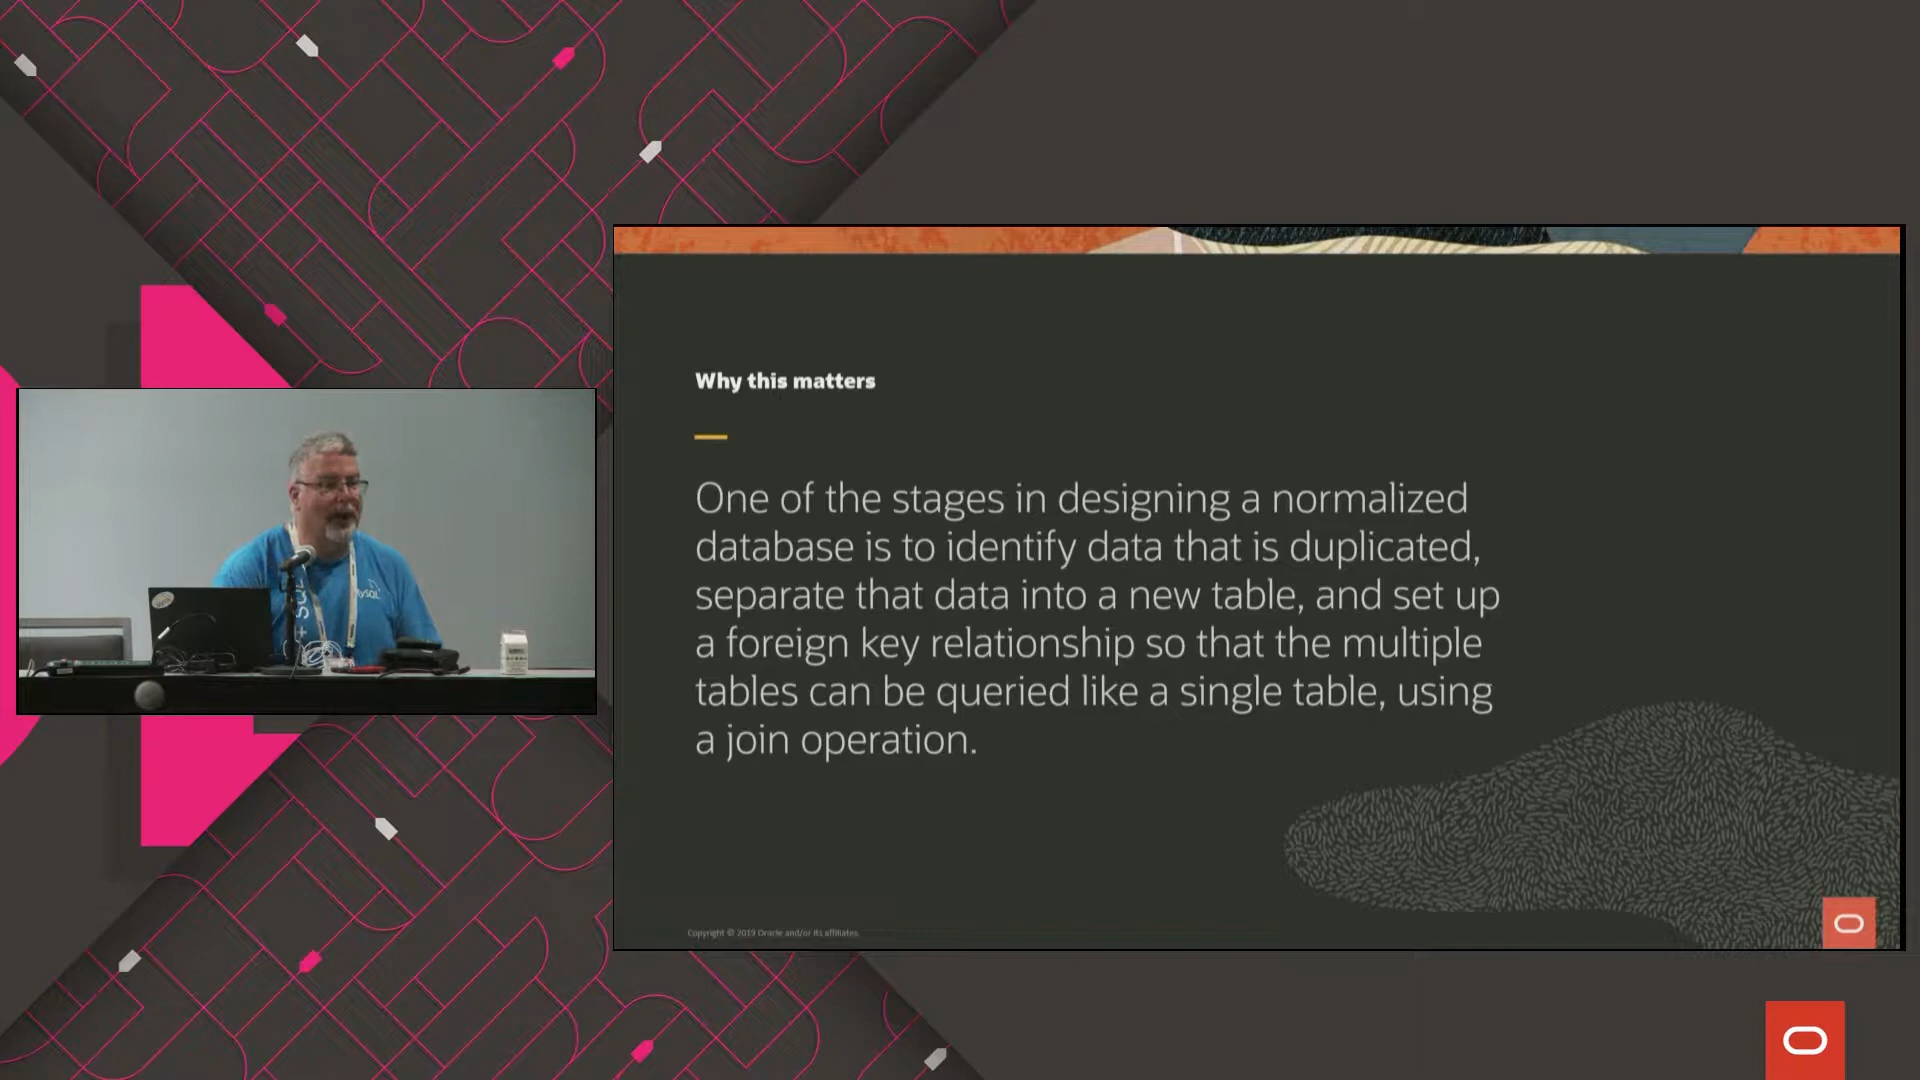 Why this matters
One of the stages in designing a normalized
database is to identify data that is duplicated,
separate that data into a new table, and set up
a foreign key relationship so that the multiple
tables can be queried like a single table, using
a join operation.
Copyright © 2019 Oracle and/or its affiliates.
MySQL
SQL